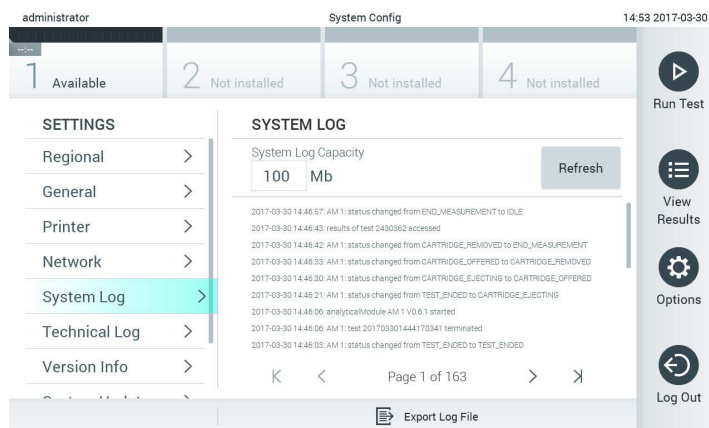 administrator System Config 14:53 2017-03-30
--:--
1 Available 2 Not installed 3 Not installed 4 Not installed
Run Test
SETTINGS
Regional
General
Printer
Network
System Log
Technical Log
Version Info
SYSTEM LOG
System Log Capacity
100 Mb
Refresh
2017-03-30 14:46:57: AM 1: status changed from END_MEASUREMENT to IDLE
2017-03-30 14:46:43: results of test 2430362 accessed
2017-03-30 14:46:42: AM 1: status changed from CARTRIDGE_REMOVED to END_MEASUREMENT
2017-03-30 14:46:33: AM 1: status changed from CARTRIDGE_OFFERED to CARTRIDGE_REMOVED
2017-03-30 14:46:30: AM 1: status changed from CARTRIDGE_EJECTING to CARTRIDGE_OFFERED
2017-03-30 14:46:21: AM 1: status changed from TEST_ENDED to CARTRIDGE_EJECTING
2017-03-30 14:46:06: analyticalModule AM 1 V0.6.1 started
2017-03-30 14:46:06: AM 1: test 201703301444170341 terminated
2017-03-30 14:46:03: AM 1: status changed from TEST_ENDED to TEST_ENDED
Page 1 of 163
View
Results
Options
Log Out
Export Log File